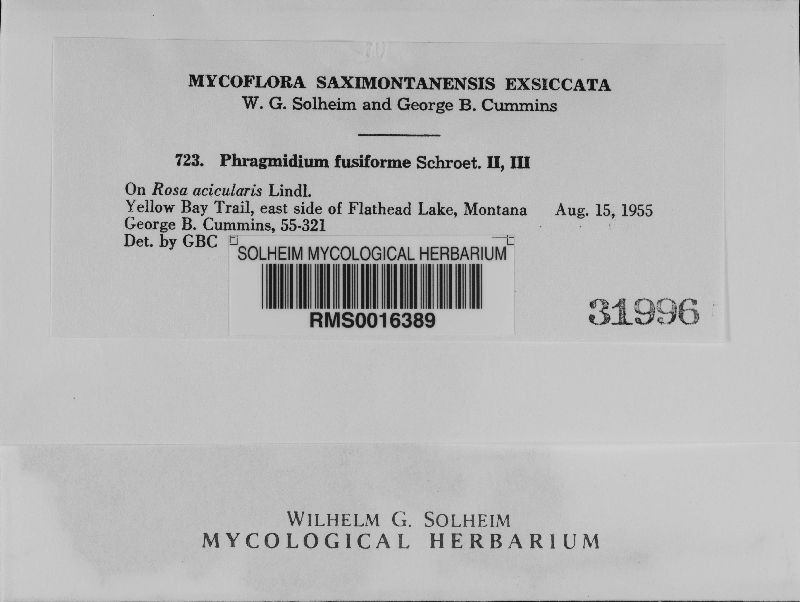 MYCOFLORA SAXIMONTANENSIS EXSICCATA
W. G. Solheim and George B. Cummins
723. Phragmidium fusiforme Schroet. II, III
On Rosa acicularis Lindl.
Yellow Bay Trail, east side of Flathead Lake, Montana Aug. 15, 1955
George B. Cummins, 55-321
Det. by GBC
SOLHEIM MYCOLOGICAL HERBARIUM
RMS0016389
31996
WILHELM G. SOLHEIM
MYCOLOGICAL HERBARIUM